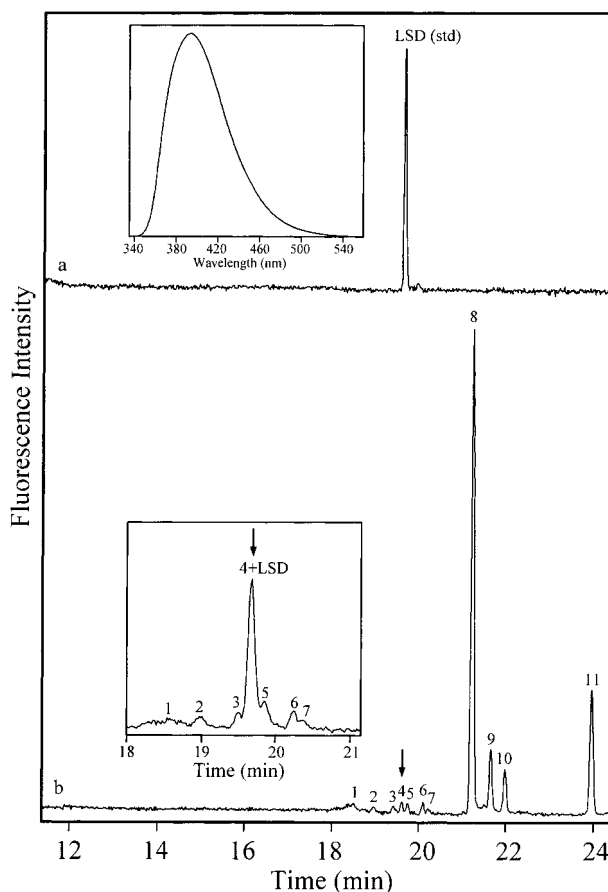 LSD (std)
340 380 420 460 500 540
Wavelength (nm)
a
8
Fluorescence Intensity
4+LSD
1 2 3 5 6 7
18 19 20 21
Time (min)
11
9
10
b
1 2 3 4 5 6 7
12 14 16 18 20 22 24
Time (min)